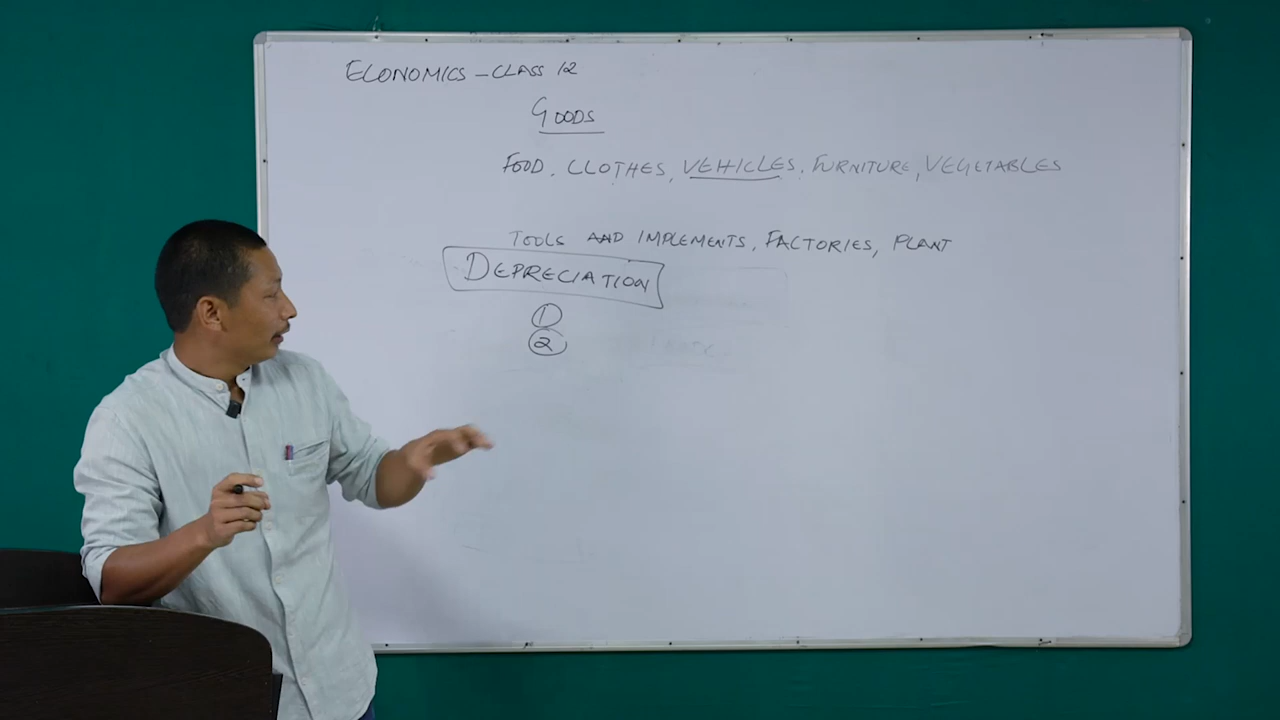 ECONOMICS - CLASS 12
GOODS
FOOD, CLOTHES, VEHICLES, FURNITURE, VEGETABLES
TOOLS AND IMPLEMENTS, FACTORIES, PLANT
DEPRECIATION
1
2